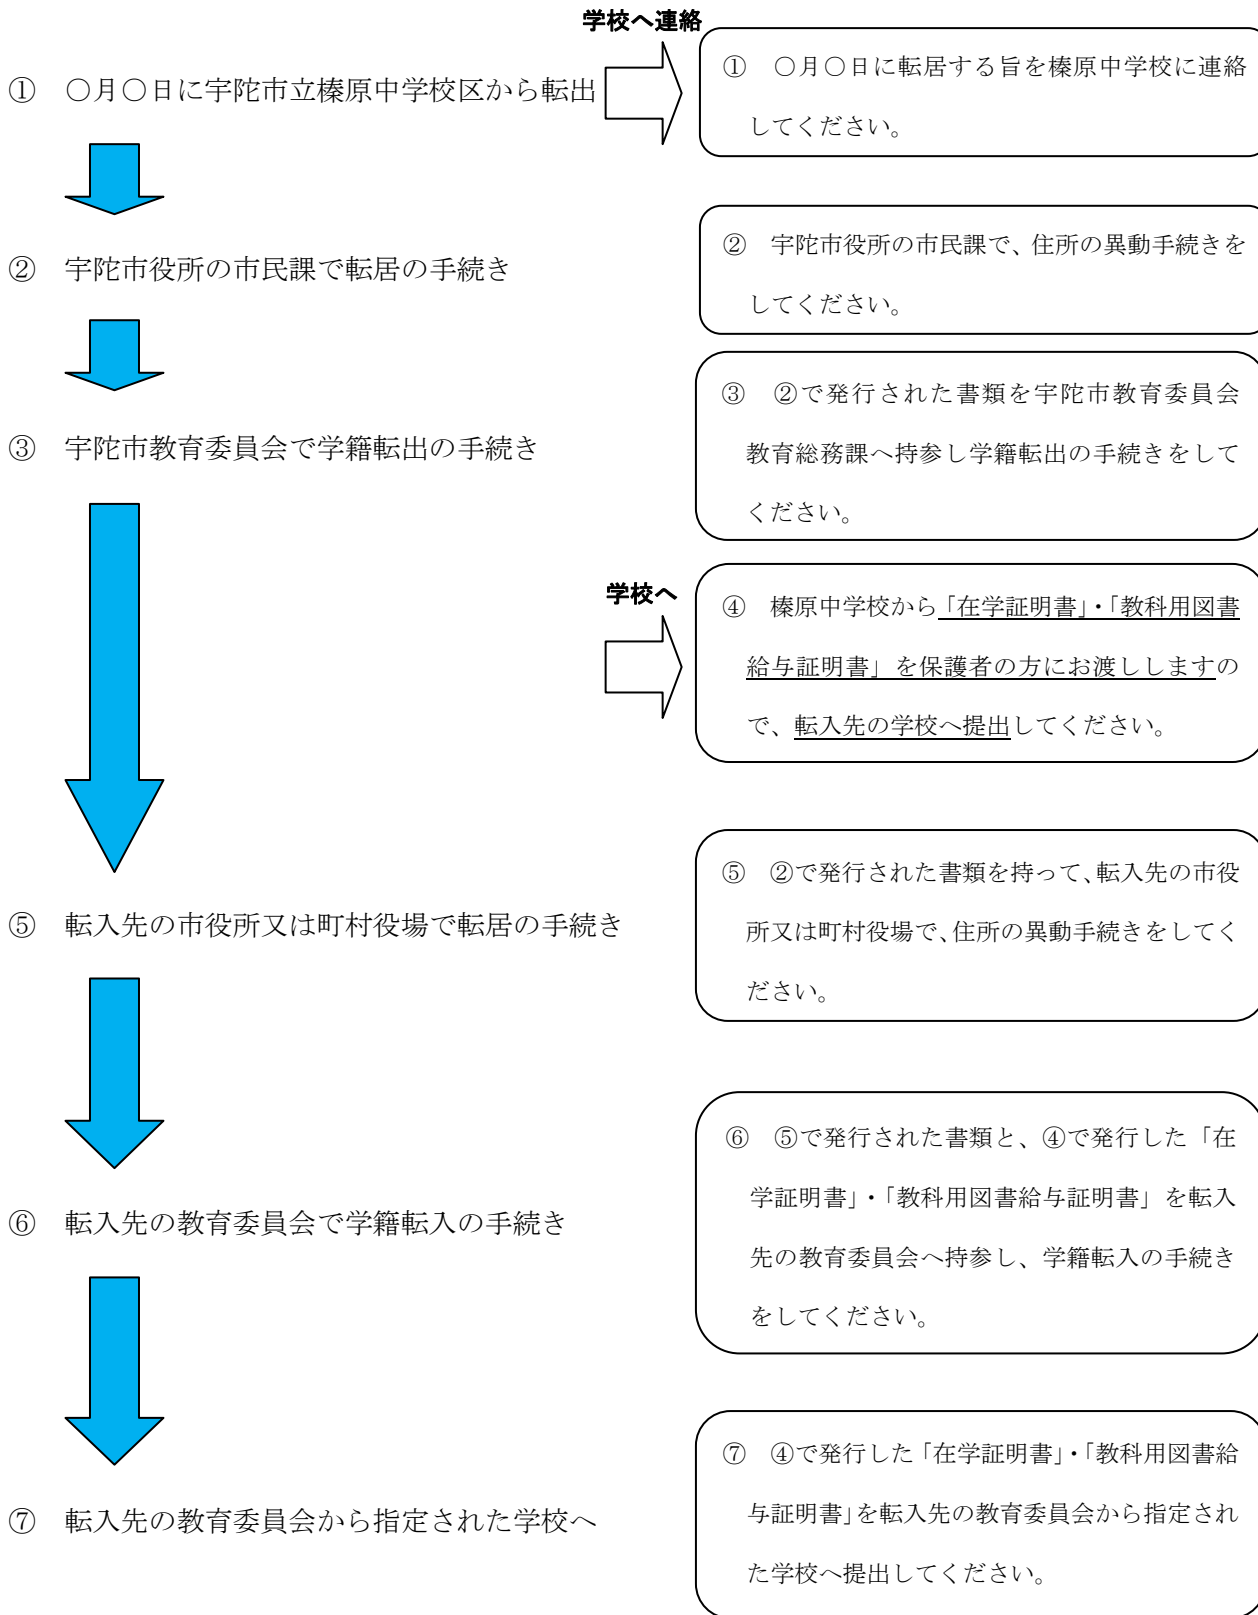 学校へ連絡
① ○月○日に宇陀市立榛原中学校区から転出
① ○月○日に転居する旨を榛原中学校に連絡
してください。
② 宇陀市役所の市民課で転居の手続き
② 宇陀市役所の市民課で、住所の異動手続きを
してください。
③ 宇陀市教育委員会で学籍転出の手続き
③ ②で発行された書類を宇陀市教育委員会
教育総務課へ持参し学籍転出の手続きをして
ください。
学校へ
④ 榛原中学校から「在学証明書」・「教科用図書
給与証明書」を保護者の方にお渡ししますの
で、転入先の学校へ提出してください。
⑤ 転入先の市役所又は町村役場で転居の手続き
⑤ ②で発行された書類を持って、転入先の市役
所又は町村役場で、住所の異動手続きをしてく
ださい。
⑥ 転入先の教育委員会で学籍転入の手続き
⑥ ⑤で発行された書類と、④で発行した「在
学証明書」・「教科用図書給与証明書」を転入
先の教育委員会へ持参し、学籍転入の手続き
をしてください。
⑦ 転入先の教育委員会から指定された学校へ
⑦ ④で発行した「在学証明書」・「教科用図書給
与証明書」を転入先の教育委員会から指定され
た学校へ提出してください。